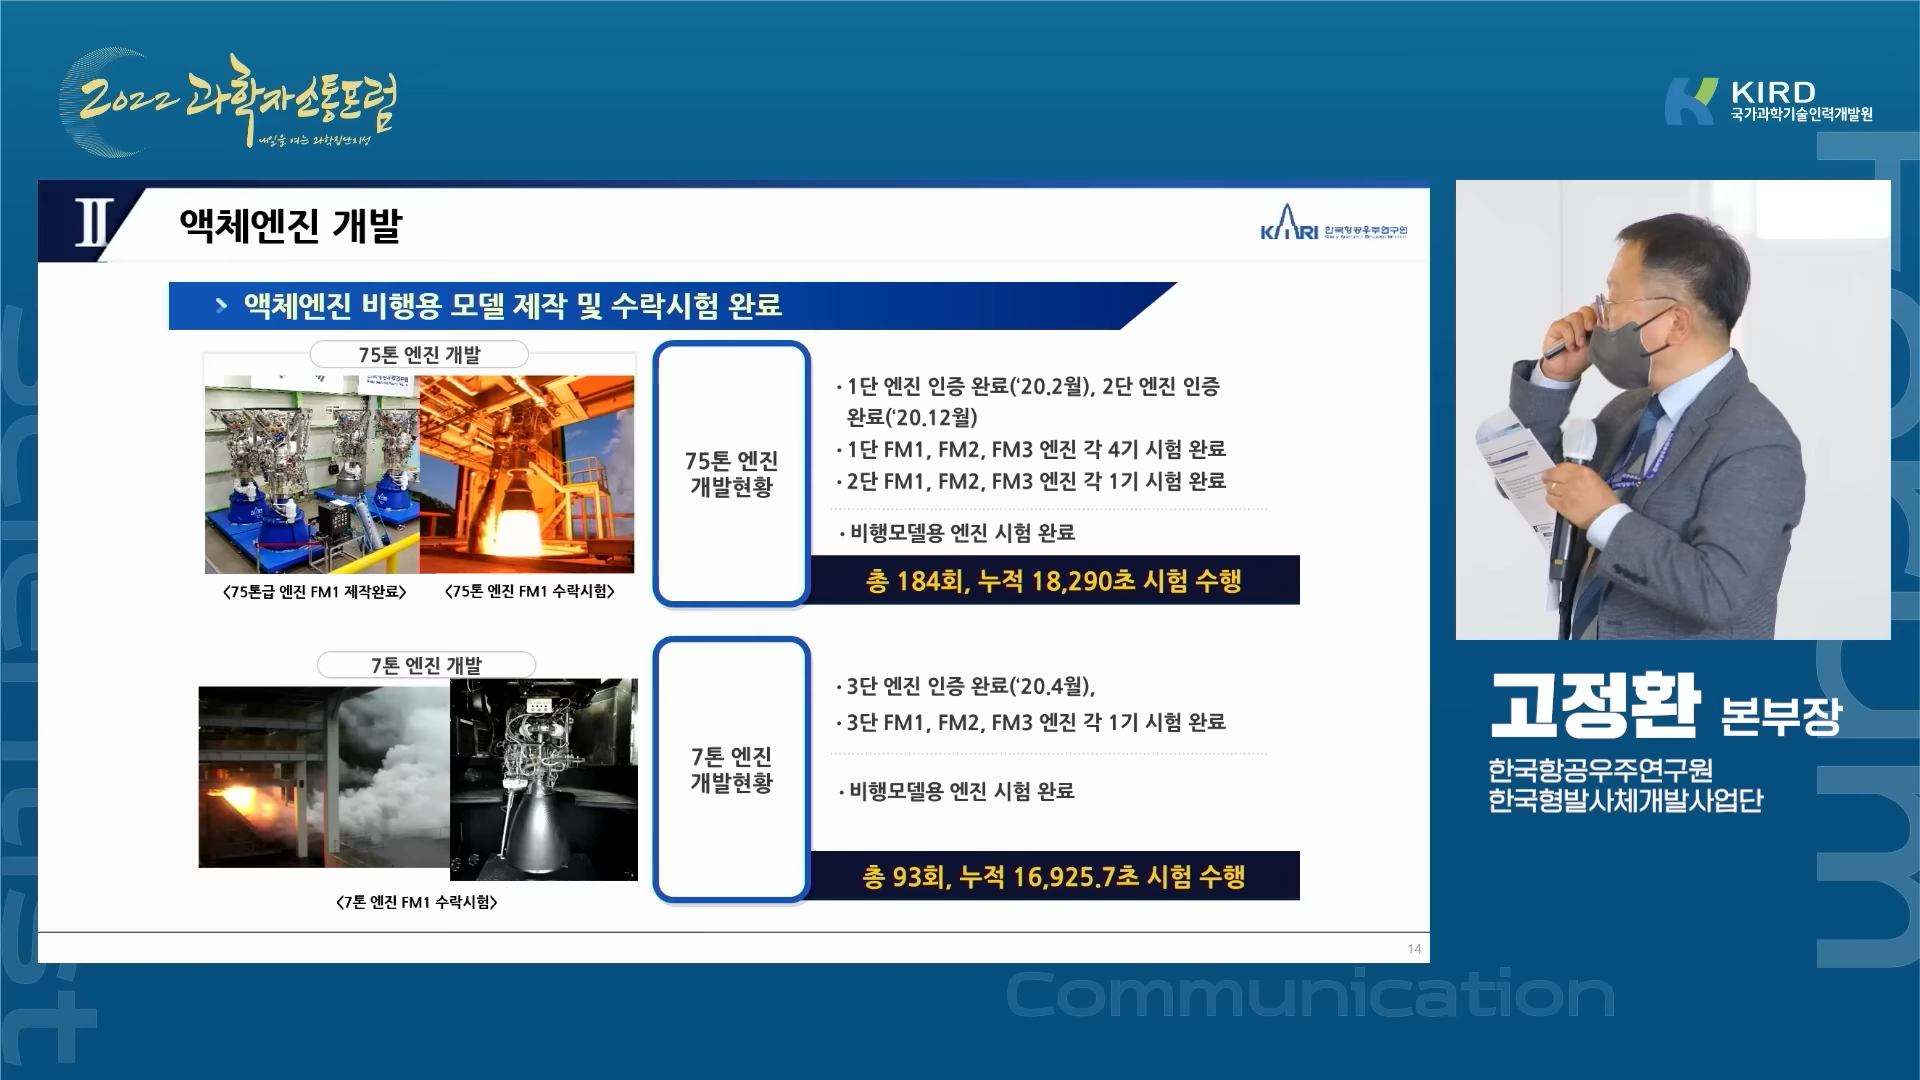 2022 과학자소통포럼
내일을 여는 과학집단지성
KIRD
국가과학기술인력개발원
II
액체엔진 개발
KARI 한국항공우주연구원
액체엔진 비행용 모델 제작 및 수락시험 완료
75톤 엔진 개발
<75톤급 엔진 FM1 제작완료>
<75톤 엔진 FM1 수락시험>
75톤 엔진
개발현황
· 1단 엔진 인증 완료(‘20.2월), 2단 엔진 인증
완료(‘20.12월)
· 1단 FM1, FM2, FM3 엔진 각 4기 시험 완료
· 2단 FM1, FM2, FM3 엔진 각 1기 시험 완료
· 비행모델용 엔진 시험 완료
총 184회, 누적 18,290초 시험 수행
7톤 엔진 개발
<7톤 엔진 FM1 수락시험>
7톤 엔진
개발현황
· 3단 엔진 인증 완료(‘20.4월),
· 3단 FM1, FM2, FM3 엔진 각 1기 시험 완료
· 비행모델용 엔진 시험 완료
총 93회, 누적 16,925.7초 시험 수행
14
고정환 본부장
한국항공우주연구원
한국형발사체개발사업단
Communication